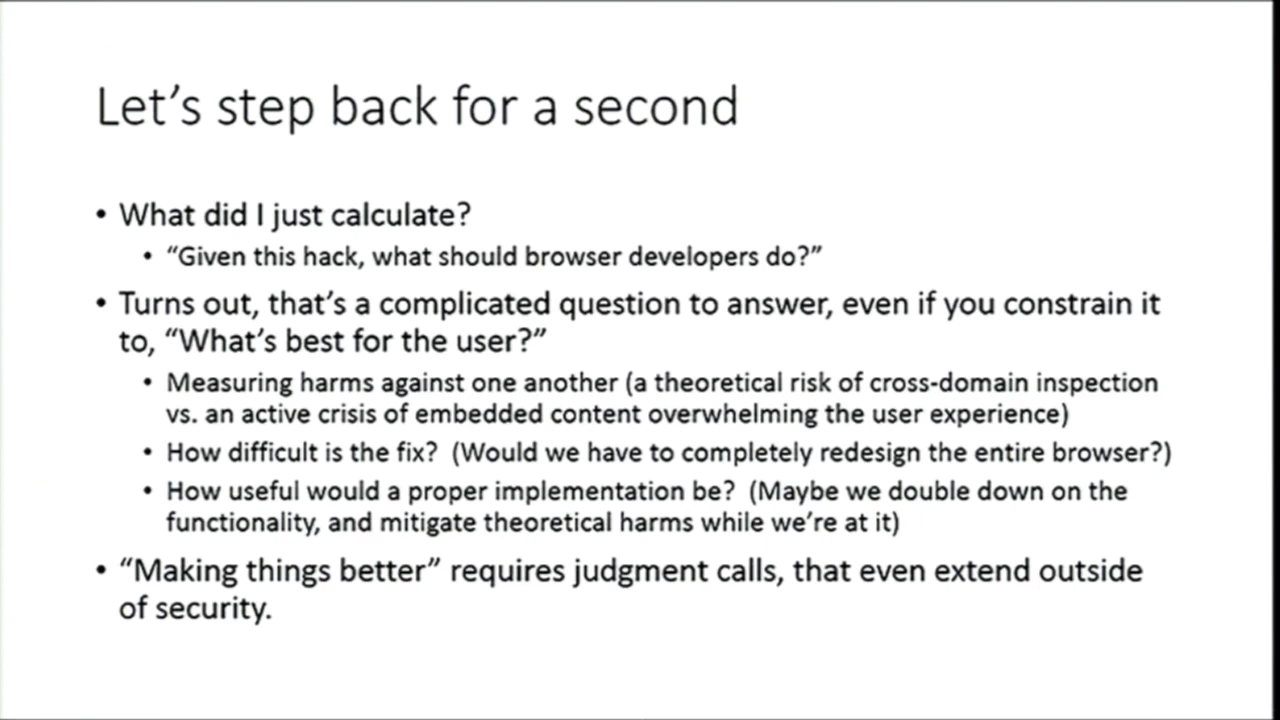 Let’s step back for a second
• What did I just calculate?
• “Given this hack, what should browser developers do?”
• Turns out, that’s a complicated question to answer, even if you constrain it
to, “What’s best for the user?”
• Measuring harms against one another (a theoretical risk of cross-domain inspection
vs. an active crisis of embedded content overwhelming the user experience)
• How difficult is the fix?  (Would we have to completely redesign the entire browser?)
• How useful would a proper implementation be?  (Maybe we double down on the
functionality, and mitigate theoretical harms while we’re at it)
• “Making things better” requires judgment calls, that even extend outside
of security.